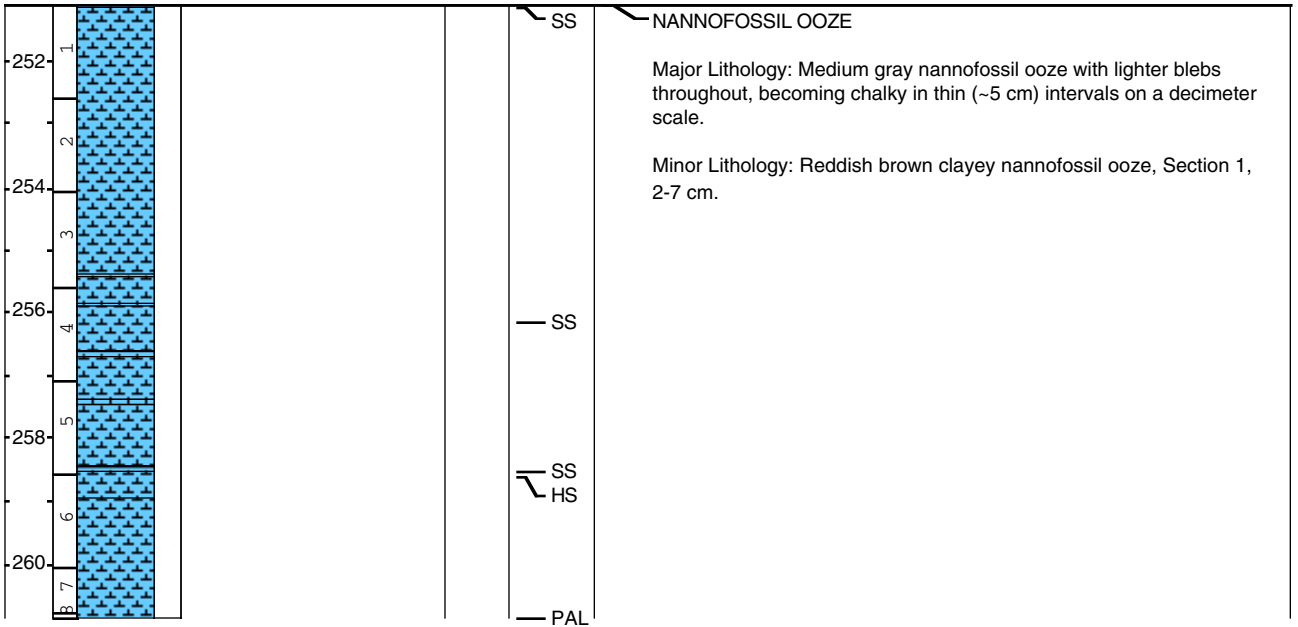 SS
NANNOFOSSIL OOZE
1
252
Major Lithology: Medium gray nannofossil ooze with lighter blebs
throughout, becoming chalky in thin (~5 cm) intervals on a decimeter
scale.
2
Minor Lithology: Reddish brown clayey nannofossil ooze, Section 1,
2-7 cm.
254
3
256
4
SS
5
258
SS
HS
6
260
7
8
PAL